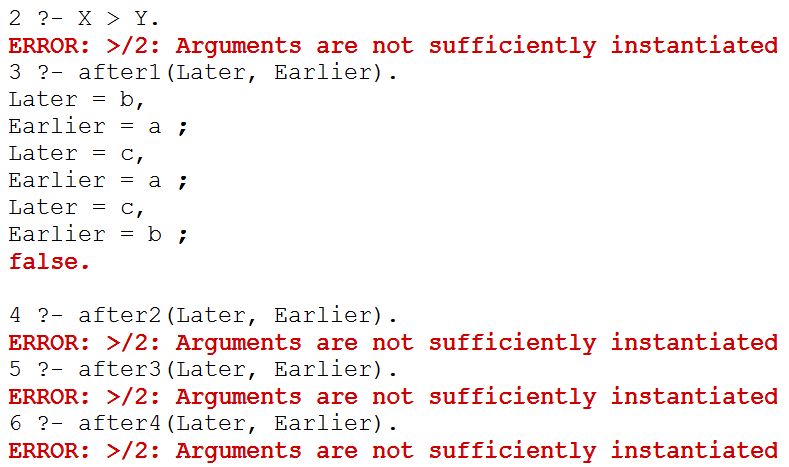 2 ?- X > Y.
ERROR: >/2: Arguments are not sufficiently instantiated
3 ?- after1(Later, Earlier).
Later = b,
Earlier = a ;
Later = c,
Earlier = a ;
Later = c,
Earlier = b ;
false.
4 ?- after2(Later, Earlier).
ERROR: >/2: Arguments are not sufficiently instantiated
5 ?- after3(Later, Earlier).
ERROR: >/2: Arguments are not sufficiently instantiated
6 ?- after4(Later, Earlier).
ERROR: >/2: Arguments are not sufficiently instantiated